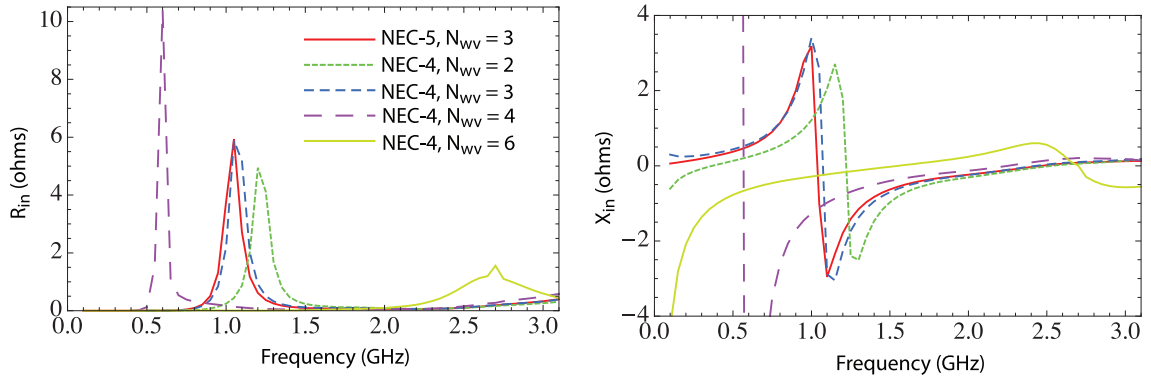 10
8
6
4
2
0
R_in (ohms)
0.0 0.5 1.0 1.5 2.0 2.5 3.0
Frequency (GHz)
NEC-5, N_WV = 3
NEC-4, N_WV = 2
NEC-4, N_WV = 3
NEC-4, N_WV = 4
NEC-4, N_WV = 6
4
2
0
−2
−4
X_in (ohms)
0.0 0.5 1.0 1.5 2.0 2.5 3.0
Frequency (GHz)